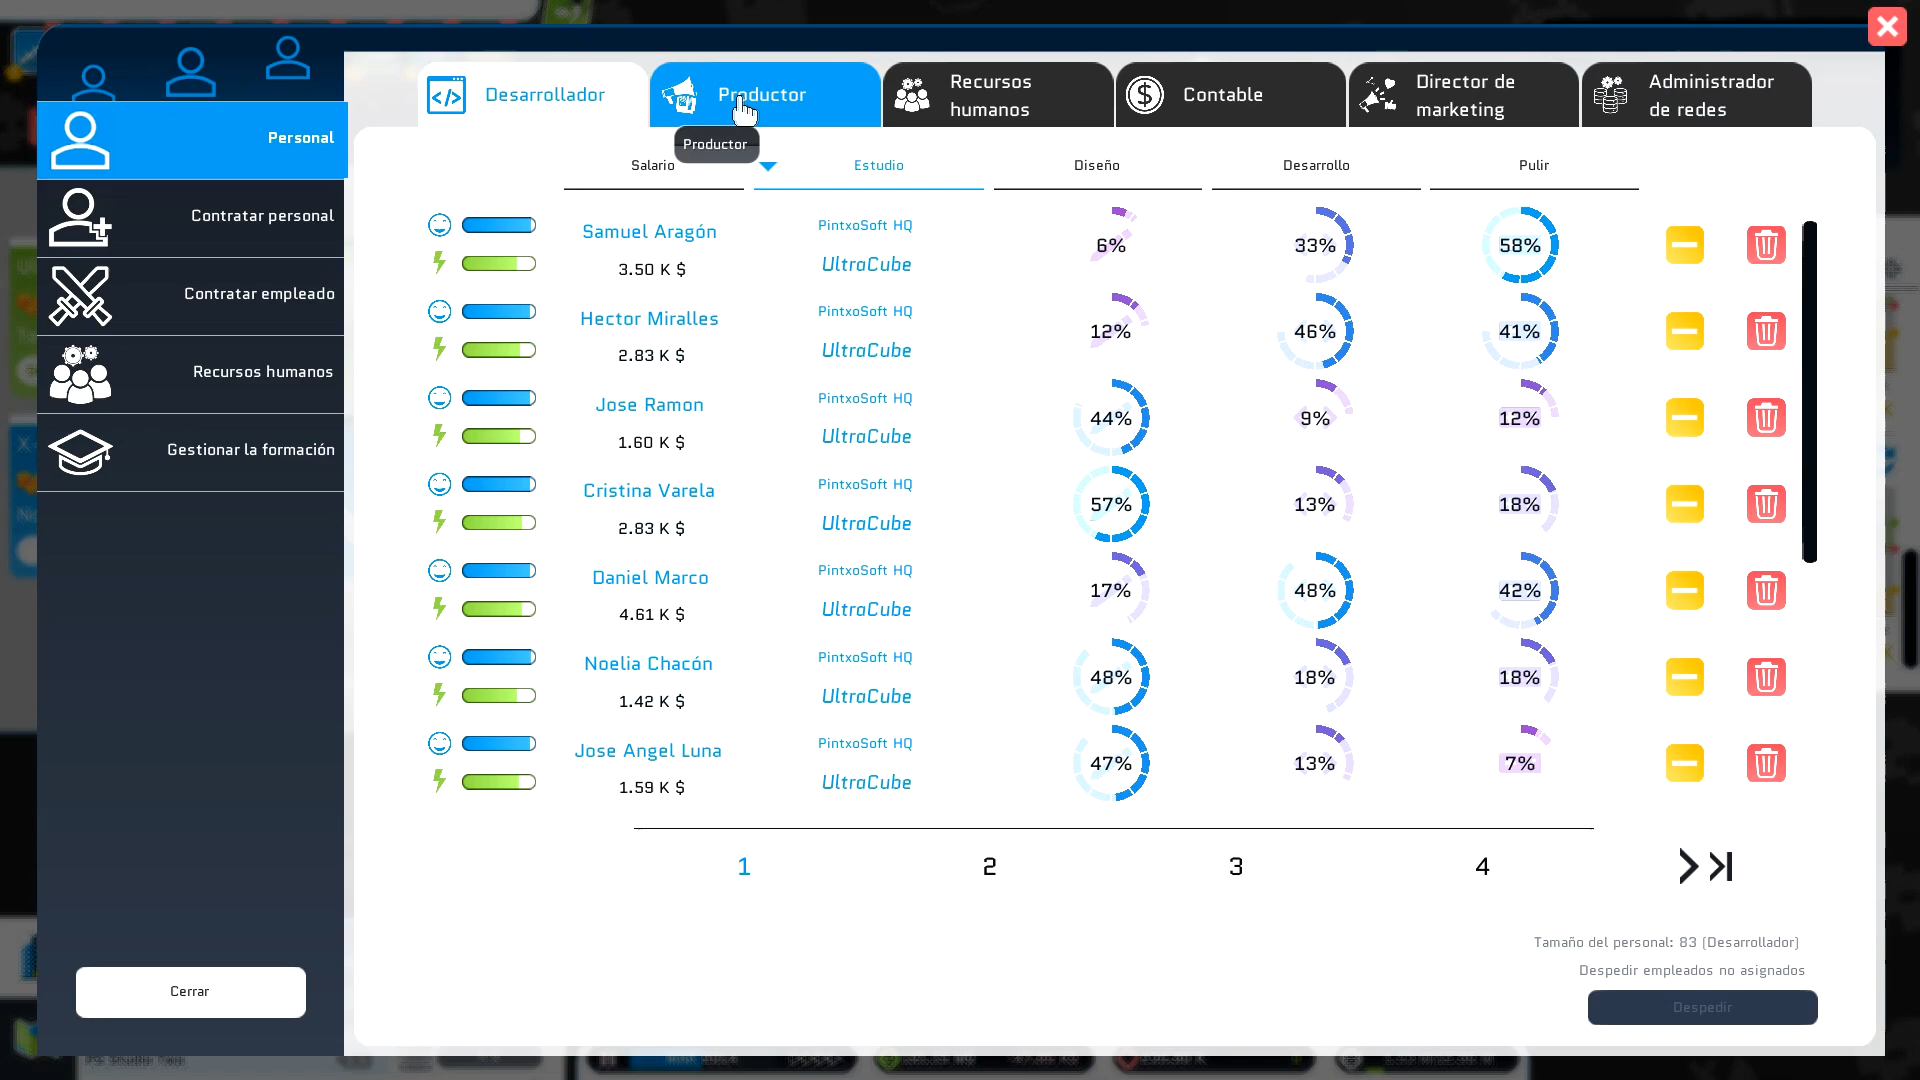 Desarrollador
Productor
Recursos
humanos
Contable
Director de
marketing
Administrador
de redes
Productor
Personal
Contratar personal
Contratar empleado
Recursos humanos
Gestionar la formación
Cerrar
Salario
Estudio
Diseño
Desarrollo
Pulir
Samuel Aragón
3.50 K $
PintxoSoft HQ
UltraCube
6%
33%
58%
Hector Miralles
2.83 K $
PintxoSoft HQ
UltraCube
12%
46%
41%
Jose Ramon
1.60 K $
PintxoSoft HQ
UltraCube
44%
9%
12%
Cristina Varela
2.83 K $
PintxoSoft HQ
UltraCube
57%
13%
18%
Daniel Marco
4.61 K $
PintxoSoft HQ
UltraCube
17%
48%
42%
Noelia Chacón
1.42 K $
PintxoSoft HQ
UltraCube
48%
18%
18%
Jose Angel Luna
1.59 K $
PintxoSoft HQ
UltraCube
47%
13%
7%
1
2
3
4
Tamaño del personal: 83 (Desarrollador)
Despedir empleados no asignados
Despedir